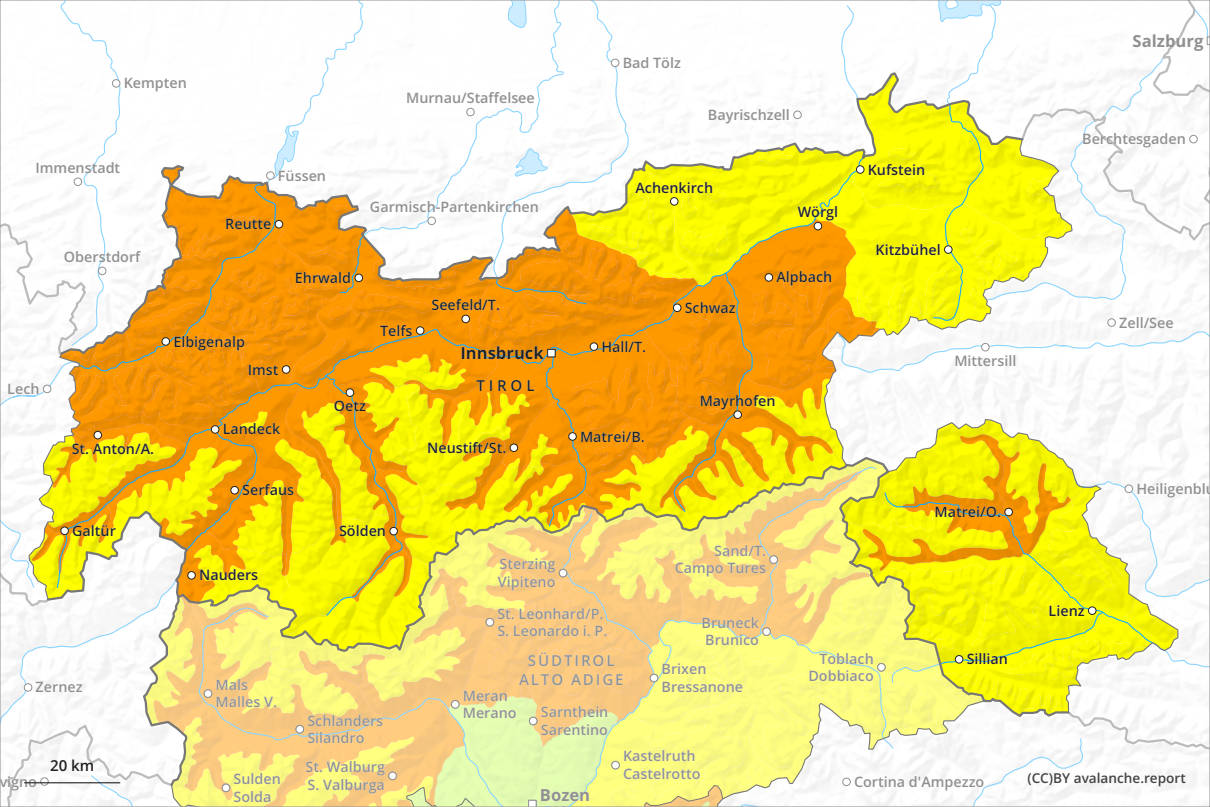 Salzburg
Kempten
Bad Tölz
Murnau/Staffelsee
Bayrischzell
Berchtesgaden
Immenstadt
Füssen
Kufstein
Achenkirch
Garmisch-Partenkirchen
Wörgl
Reutte
Kitzbühel
Oberstdorf
Ehrwald
Alpbach
Seefeld/T.
Schwaz
Zell/See
Telfs
Elbigenalp
Innsbruck
Hall/T.
Mittersill
Imst
TIROL
Lech
Oetz
Mayrhofen
Landeck
St. Anton/A.
Neustift/St.
Matrei/B.
Serfaus
Heiligenblu
Matrei/O.
Galtür
Sölden
Sand/T.
Campo Tures
Sterzing
Vipiteno
Nauders
St. Leonhard/P.
S. Leonardo i. P.
Lienz
Bruneck
Brunico
SÜDTIROL
ALTO ADIGE
Toblach
Dobbiaco
Sillian
Brixen
Bressanone
Zernez
Mals
Malles V.
Meran
Merano
Sarnthein
Sarentino
Schlanders
Silandro
Kastelruth
Castelrotto
20 km
St. Walburg
S. Valburga
Sulden
Solda
vigno
Cortina d'Ampezzo
(CC)BY avalanche.report
Bozen